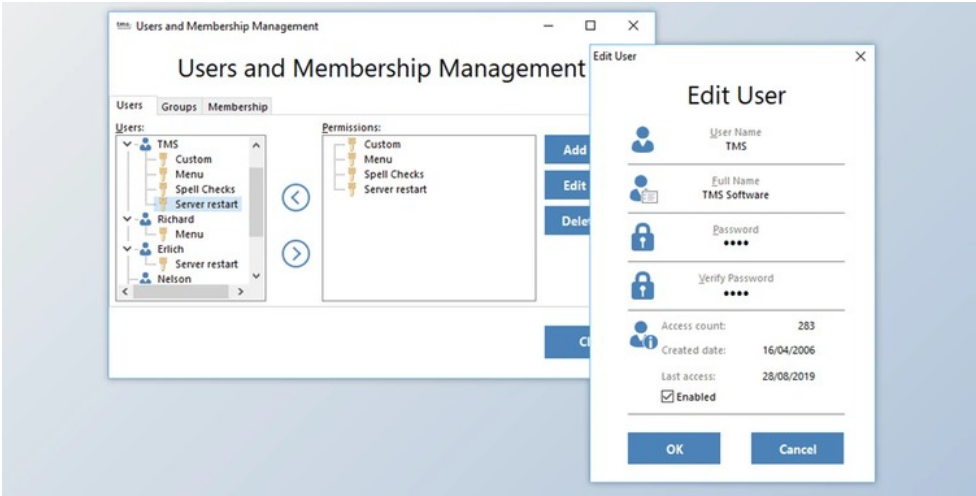 tms Users and Membership Management
Users and Membership Management
Users Groups Membership
Users:
TMS
Custom
Menu
Spell Checks
Server restart
Richard
Menu
Erlich
Server restart
Nelson
Permissions:
Custom
Menu
Spell Checks
Server restart
Add
Edit
Dele
Cl
Edit User
Edit User
User Name
TMS
Full Name
TMS Software
Password
••••
Verify Password
••••
Access count: 283
Created date: 16/04/2006
Last access: 28/08/2019
Enabled
OK Cancel